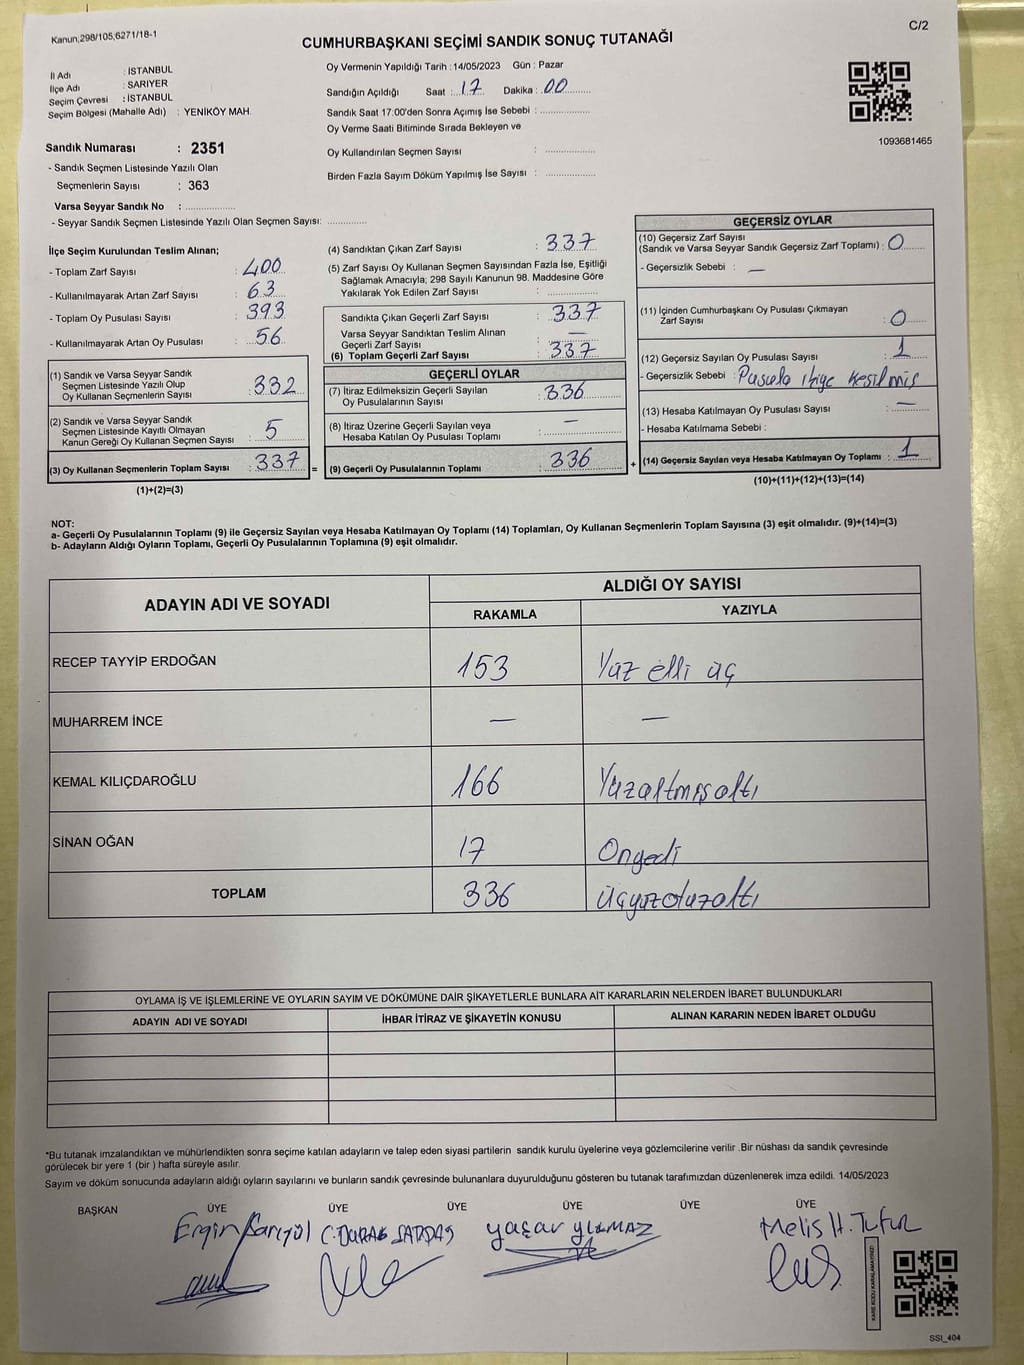 Kanun,298/105,6271/18-1
C/2
CUMHURBAŞKANI SEÇİMİ SANDIK SONUÇ TUTANAĞI
İl Adı : İSTANBUL
İlçe Adı : SARIYER
Seçim Çevresi : İSTANBUL
Seçim Bölgesi (Mahalle Adı) : YENİKÖY MAH.
Oy Vermenin Yapıldığı Tarih : 14/05/2023 Gün : Pazar
Sandığın Açıldığı Saat : 17 Dakika : 00
Sandık Saat 17:00'den Sonra Açımış İse Sebebi :
Oy Verme Saati Bitiminde Sırada Bekleyen ve
Oy Kullandırılan Seçmen Sayısı :
Birden Fazla Sayım Döküm Yapılmış İse Sayısı :
1093681465
Sandık Numarası : 2351
- Sandık Seçmen Listesinde Yazılı Olan
Seçmenlerin Sayısı : 363
Varsa Seyyar Sandık No :
- Seyyar Sandık Seçmen Listesinde Yazılı Olan Seçmen Sayısı:
İlçe Seçim Kurulundan Teslim Alınan;
- Toplam Zarf Sayısı : 400
- Kullanılmayarak Artan Zarf Sayısı : 63
- Toplam Oy Pusulası Sayısı : 393
- Kullanılmayarak Artan Oy Pusulası : 56
(1) Sandık ve Varsa Seyyar Sandık
Seçmen Listesinde Yazılı Olup
Oy Kullanan Seçmenlerin Sayısı : 332
(2) Sandık ve Varsa Seyyar Sandık
Seçmen Listesinde Kayıtlı Olmayan
Kanun Gereği Oy Kullanan Seçmen Sayısı : 5
(3) Oy Kullanan Seçmenlerin Toplam Sayısı : 337
=
(1)+(2)=(3)
(4) Sandıktan Çıkan Zarf Sayısı : 337
(5) Zarf Sayısı Oy Kullanan Seçmen Sayısından Fazla İse, Eşitliği
Sağlamak Amacıyla; 298 Sayılı Kanunun 98. Maddesine Göre
Yakılarak Yok Edilen Zarf Sayısı :
Sandıkta Çıkan Geçerli Zarf Sayısı : 337
Varsa Seyyar Sandıktan Teslim Alınan
Geçerli Zarf Sayısı : —
(6) Toplam Geçerli Zarf Sayısı : 337
GEÇERLİ OYLAR
(7) İtiraz Edilmeksizin Geçerli Sayılan
Oy Pusulalarının Sayısı : 336
(8) İtiraz Üzerine Geçerli Sayılan veya
Hesaba Katılan Oy Pusulası Toplamı : —
(9) Geçerli Oy Pusulalarının Toplamı : 336
+
GEÇERSİZ OYLAR
(10) Geçersiz Zarf Sayısı
(Sandık ve Varsa Seyyar Sandık Geçersiz Zarf Toplamı) : 0
- Geçersizlik Sebebi : —
(11) İçinden Cumhurbaşkanı Oy Pusulası Çıkmayan
Zarf Sayısı : 0
(12) Geçersiz Sayılan Oy Pusulası Sayısı : 1
- Geçersizlik Sebebi : Pusula ikiye kesilmiş
(13) Hesaba Katılmayan Oy Pusulası Sayısı : —
- Hesaba Katılmama Sebebi :
(14) Geçersiz Sayılan veya Hesaba Katılmayan Oy Toplamı : 1
(10)+(11)+(12)+(13)=(14)
NOT:
a- Geçerli Oy Pusulalarının Toplamı (9) ile Geçersiz Sayılan veya Hesaba Katılmayan Oy Toplamı (14) Toplamları, Oy Kullanan Seçmenlerin Toplam Sayısına (3) eşit olmalıdır. (9)+(14)=(3)
b- Adayların Aldığı Oyların Toplamı, Geçerli Oy Pusulalarının Toplamına (9) eşit olmalıdır.
ADAYIN ADI VE SOYADI
ALDIĞI OY SAYISI
RAKAMLA YAZIYLA
RECEP TAYYİP ERDOĞAN 153 Yüz elli üç
MUHARREM İNCE — —
KEMAL KILIÇDAROĞLU 166 Yüzaltmışaltı
SİNAN OĞAN 17 Onyedi
TOPLAM 336 Üçyüzotuzaltı
OYLAMA İŞ VE İŞLEMLERİNE VE OYLARIN SAYIM VE DÖKÜMÜNE DAİR ŞİKAYETLERLE BUNLARA AİT KARARLARIN NELERDEN İBARET BULUNDUKLARI
ADAYIN ADI VE SOYADI İHBAR İTİRAZ VE ŞİKAYETİN KONUSU ALINAN KARARIN NEDEN İBARET OLDUĞU
*Bu tutanak imzalandıktan ve mühürlendikten sonra seçime katılan adayların ve talep eden siyasi partilerin sandık kurulu üyelerine veya gözlemcilerine verilir .Bir nüshası da sandık çevresinde
görülecek bir yere 1 (bir ) hafta süreyle asılır.
Sayım ve döküm sonucunda adayların aldığı oyların sayılarını ve bunların sandık çevresinde bulunanlara duyurulduğunu gösteren bu tutanak tarafımızdan düzenlenerek imza edildi. 14/05/2023
BAŞKAN ÜYE ÜYE ÜYE ÜYE ÜYE ÜYE
Ergin Sarıgül C. BURAK SARDAŞ yaşar yILMAZ Melis H. Tufur
KARE KODU KARALAMAYINIZ!
SSI_404